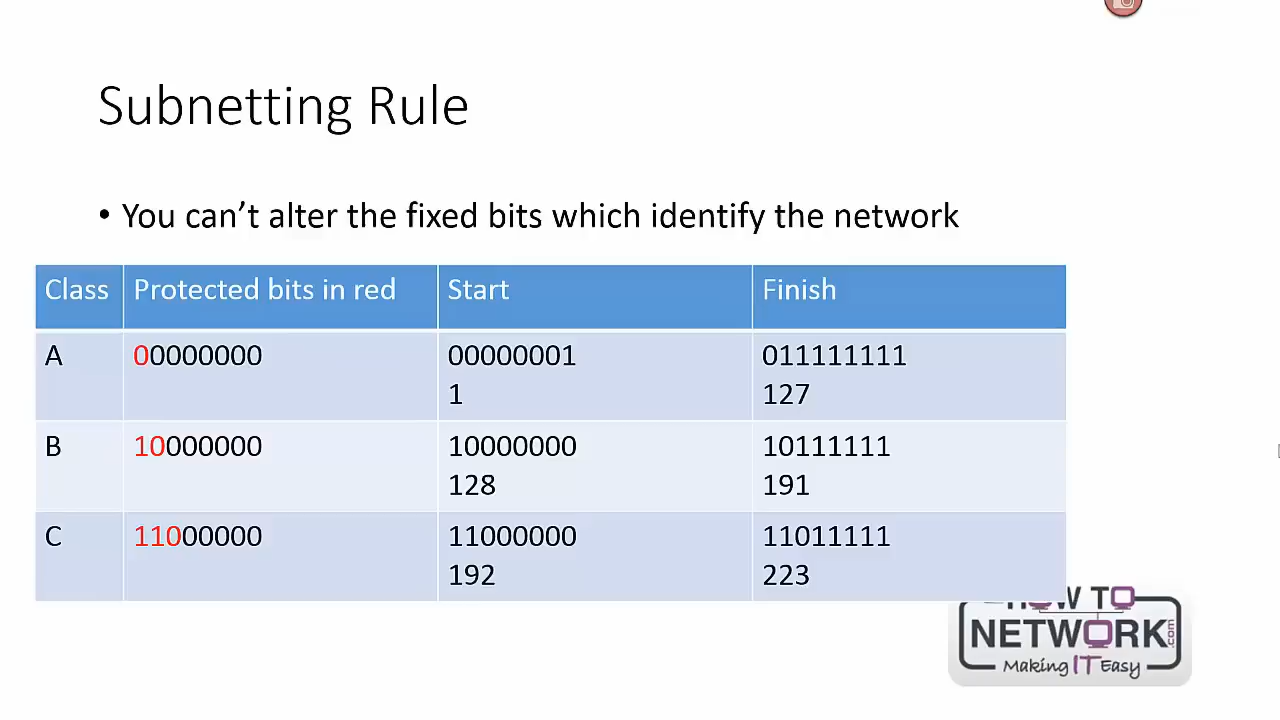 Subnetting Rule
• You can't alter the fixed bits which identify the network
Class Protected bits in red Start Finish
A 00000000 00000001 011111111
1 127
B 10000000 10000000 10111111
128 191
C 11000000 11000000 11011111
192 223
HOW TO
NETWORK.com
Making IT Easy